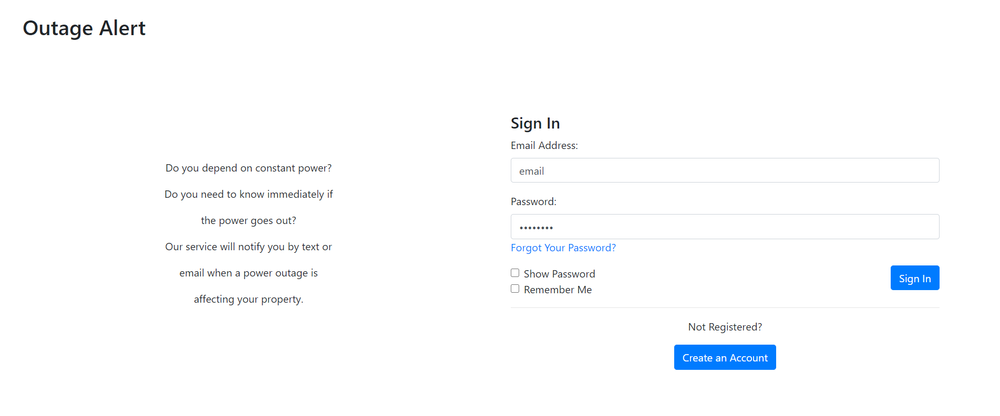 Outage Alert
Do you depend on constant power?
Do you need to know immediately if
the power goes out?
Our service will notify you by text or
email when a power outage is
affecting your property.
Sign In
Email Address:
email
Password:
••••••••
Forgot Your Password?
Show Password
Remember Me
Sign In
Not Registered?
Create an Account